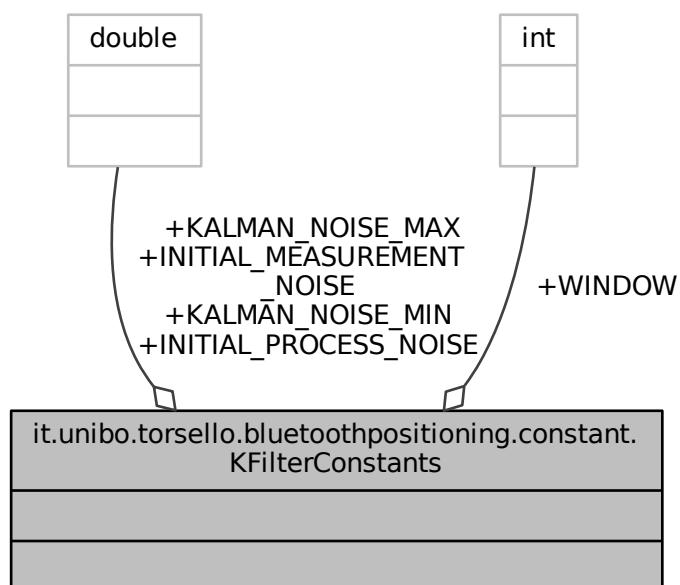 double
int
+KALMAN_NOISE_MAX
+INITIAL_MEASUREMENT
_NOISE
+KALMAN_NOISE_MIN
+INITIAL_PROCESS_NOISE
+WINDOW
it.unibo.torsello.bluetoothpositioning.constant.
KFilterConstants